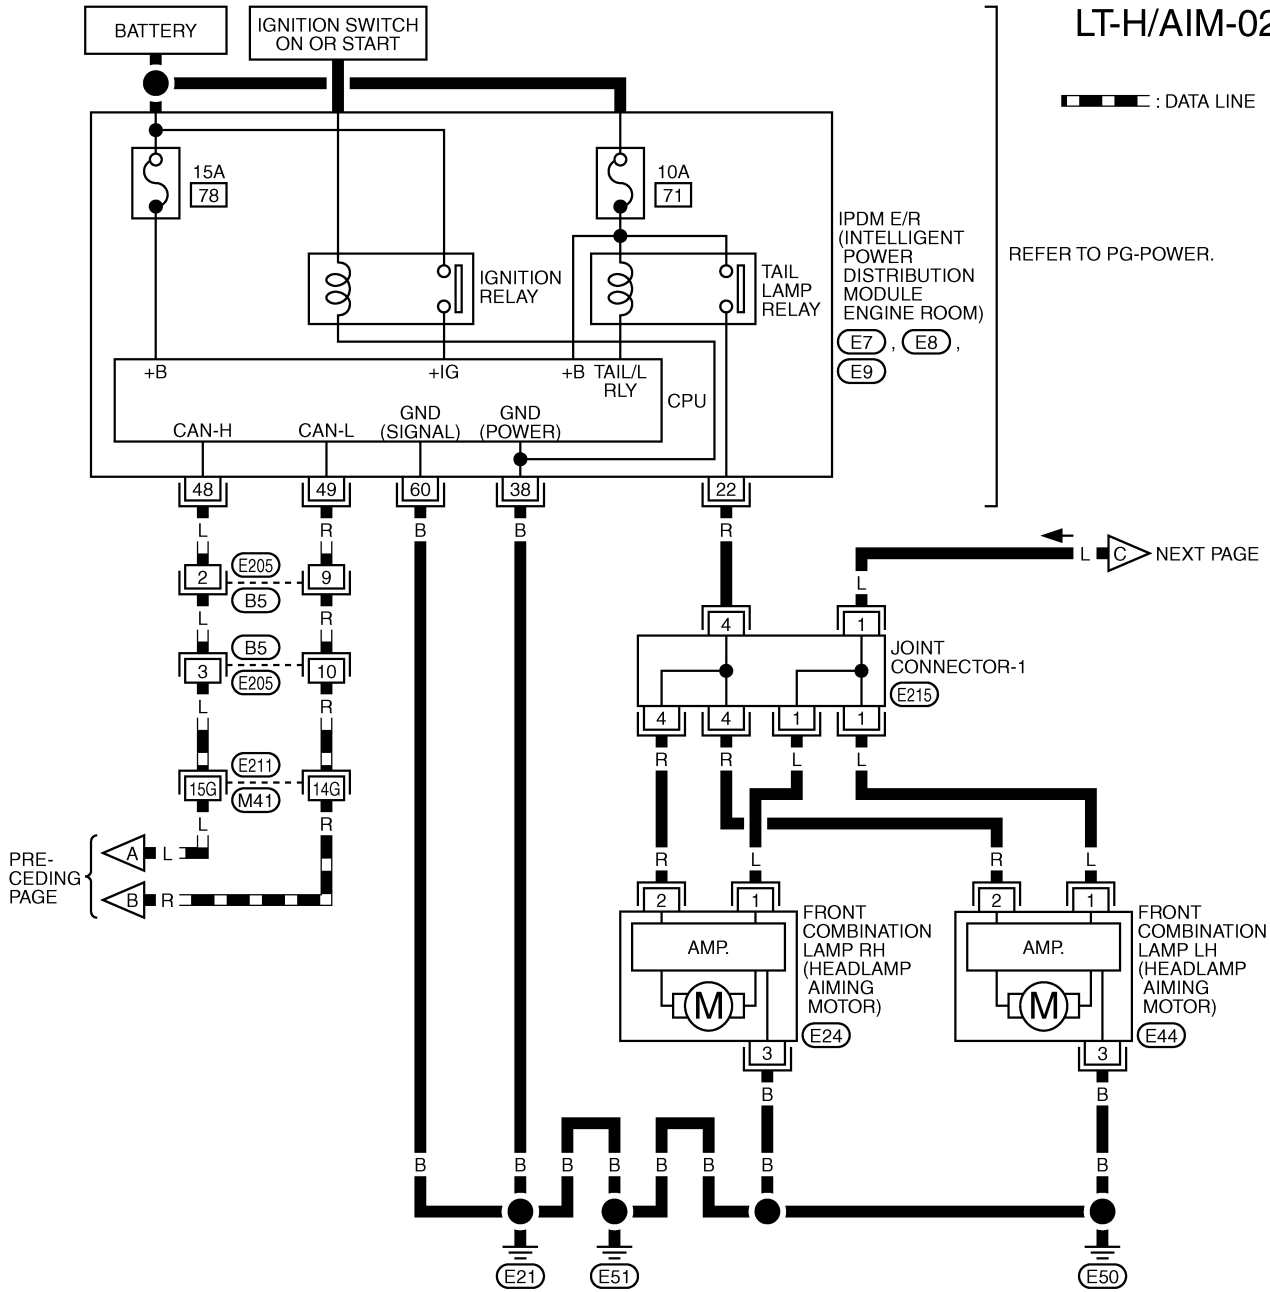 LT-H/AIM-02
BATTERY
IGNITION SWITCH
ON OR START
: DATA LINE
15A
78
10A
71
IGNITION
RELAY
TAIL
LAMP
RELAY
IPDM E/R
(INTELLIGENT
POWER
DISTRIBUTION
MODULE
ENGINE ROOM)
E7 , E8 ,
E9
REFER TO PG-POWER.
+B
+IG
+B
TAIL/L
RLY
CPU
CAN-H
CAN-L
GND
(SIGNAL)
GND
(POWER)
48
49
60
38
22
L
R
B
B
R
2
E205
B5
9
L
R
3
B5
E205
10
L
R
15G
E211
M41
14G
L
R
PRE-
CEDING
PAGE
A
L
B
R
L
C
NEXT PAGE
L
4
1
JOINT
CONNECTOR-1
E215
4
4
1
1
R
R
L
L
R
L
R
L
2
1
2
1
AMP.
M
FRONT
COMBINATION
LAMP RH
(HEADLAMP
AIMING
MOTOR)
E24
3
AMP.
M
FRONT
COMBINATION
LAMP LH
(HEADLAMP
AIMING
MOTOR)
E44
3
B
B
B
B
B
B
B
B
B
B
E21
E51
E50